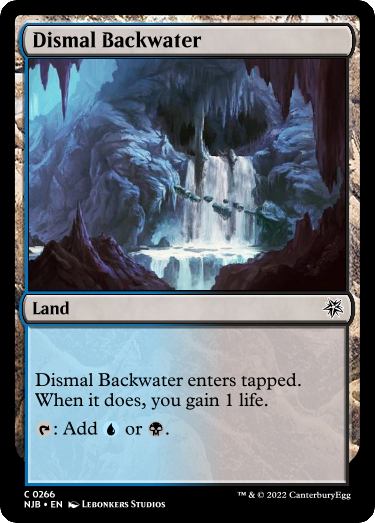 Dismal Backwater
Land
Dismal Backwater enters tapped.
When it does, you gain 1 life.
: Add or .
C 0266
NJB • EN Lebonkers Studios
™ & © 2022 CanterburyEgg